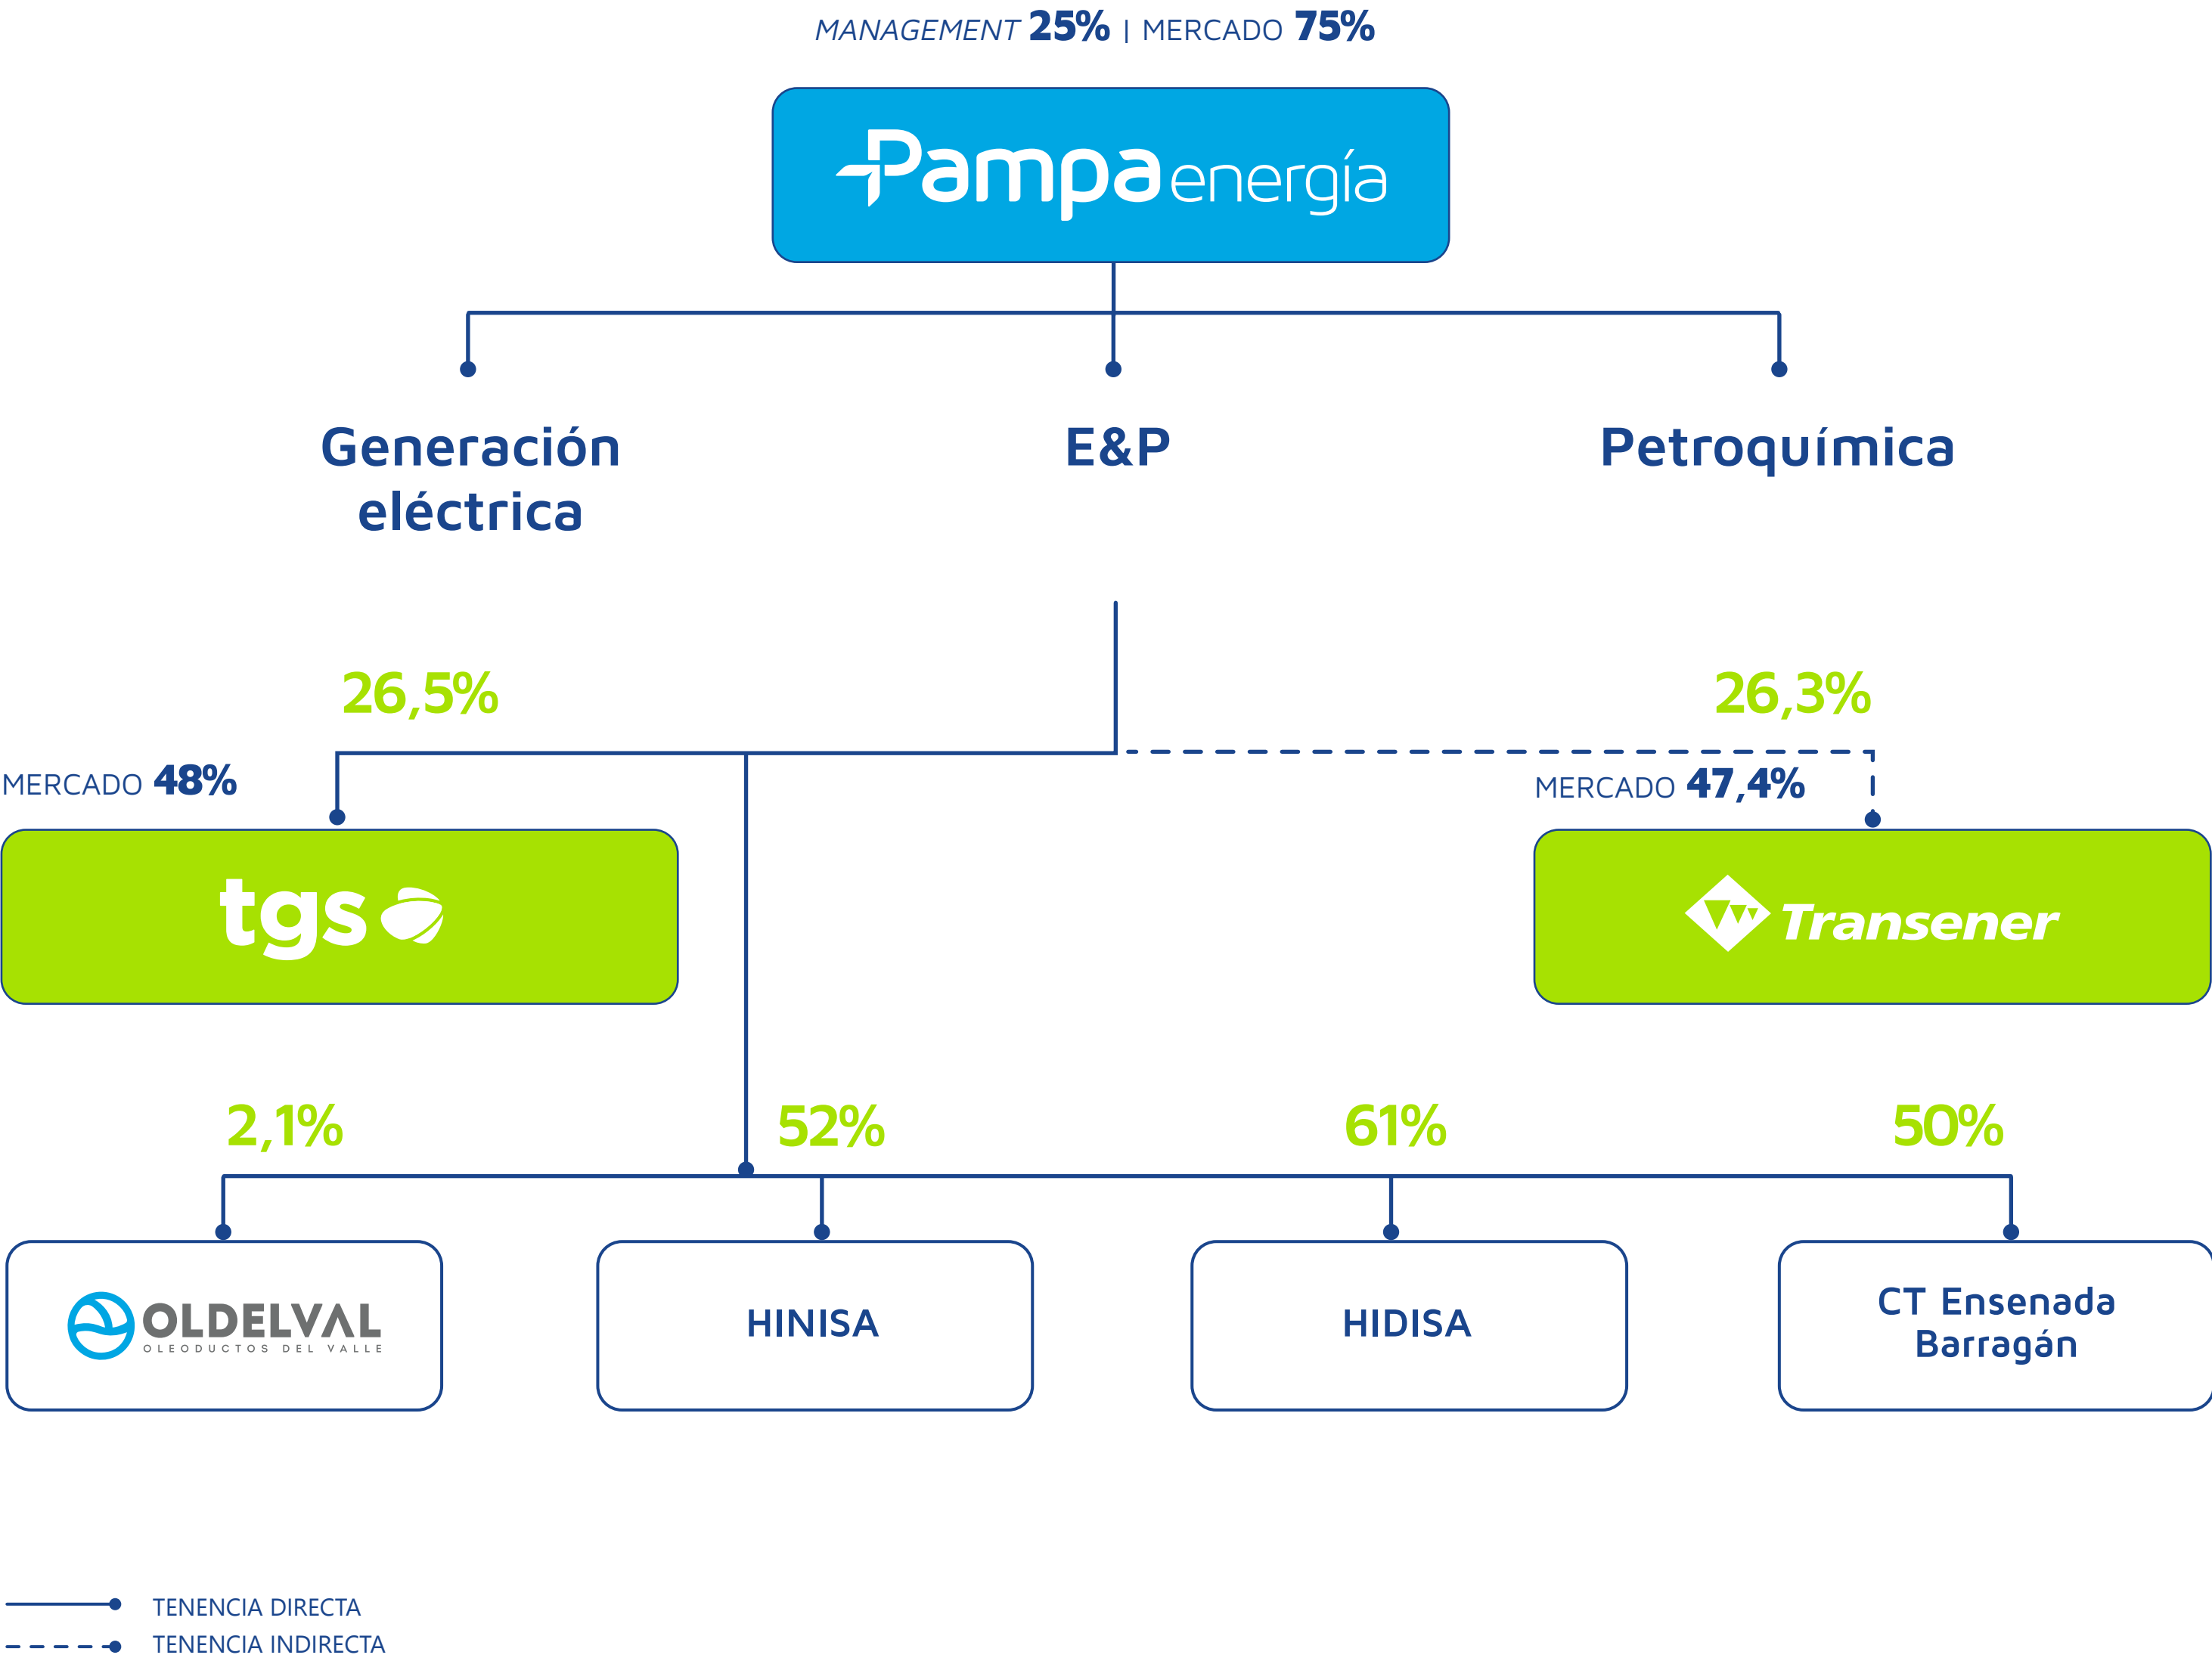 MANAGEMENT 25% | MERCADO 75%
Pampa energía
Generación
eléctrica
E&P
Petroquímica
26,5%
26,3%
MERCADO 48%
MERCADO 47,4%
tgs
Transener
2,1%
52%
61%
50%
OLDELVAL
OLEODUCTOS DEL VALLE
HINISA
HIDISA
CT Ensenada
Barragán
TENENCIA DIRECTA
TENENCIA INDIRECTA